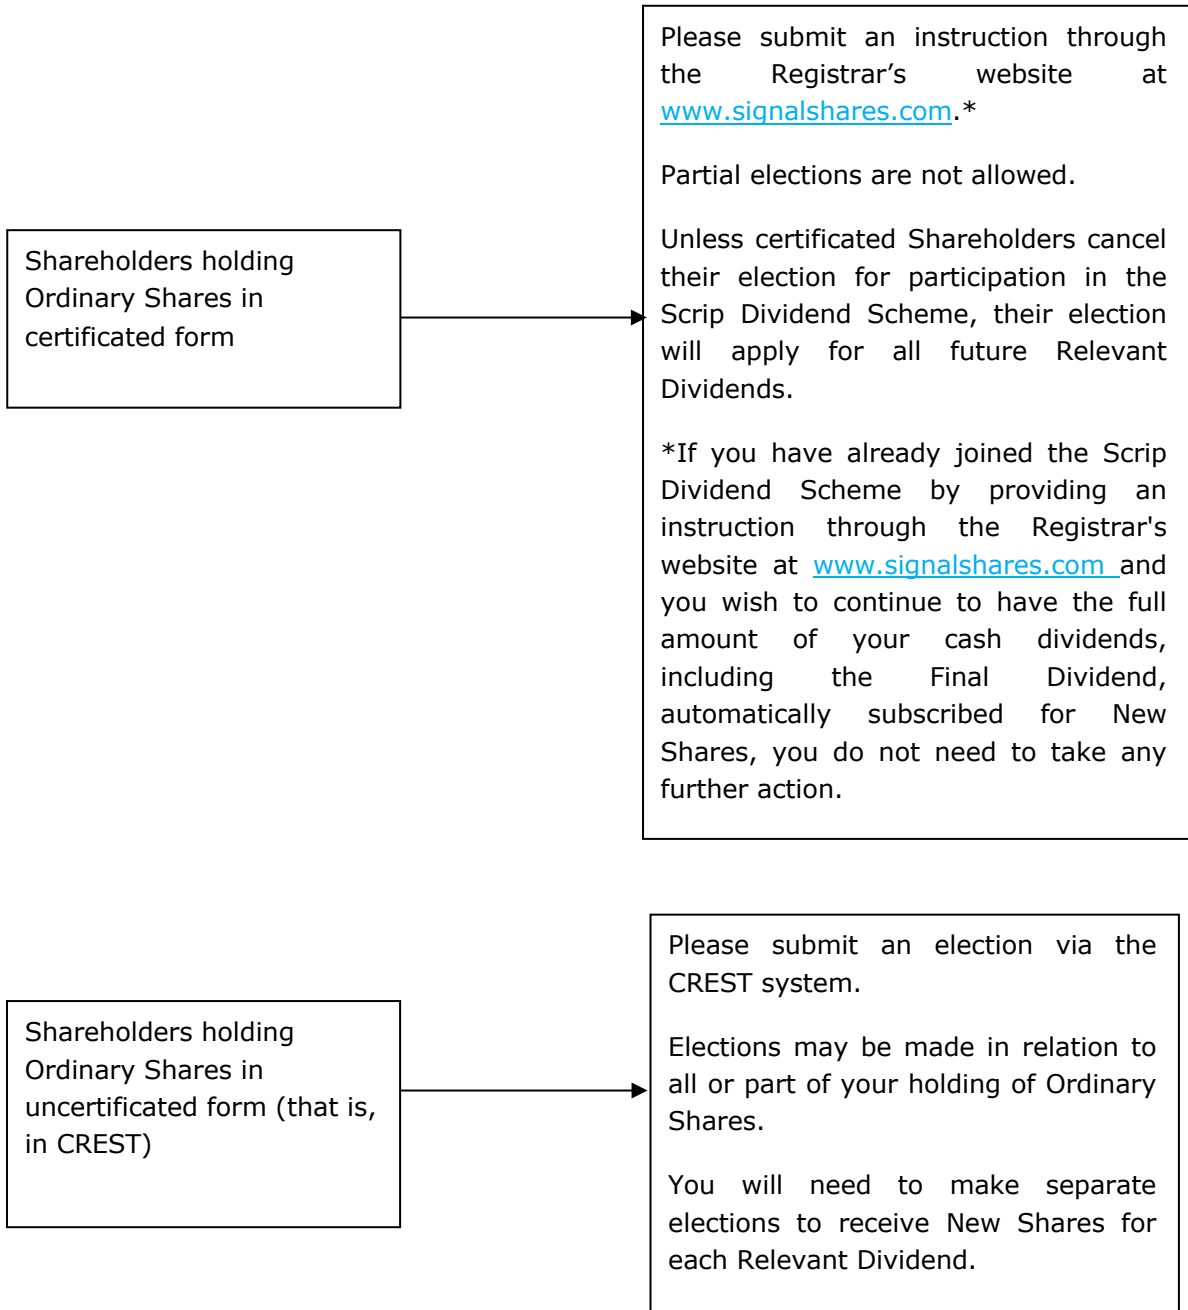 Shareholders holding
Ordinary Shares in
certificated form
Please submit an instruction through
the Registrar’s website at
www.signalshares.com.*
Partial elections are not allowed.
Unless certificated Shareholders cancel
their election for participation in the
Scrip Dividend Scheme, their election
will apply for all future Relevant
Dividends.
*If you have already joined the Scrip
Dividend Scheme by providing an
instruction through the Registrar's
website at www.signalshares.com and
you wish to continue to have the full
amount of your cash dividends,
including the Final Dividend,
automatically subscribed for New
Shares, you do not need to take any
further action.
Shareholders holding
Ordinary Shares in
uncertificated form (that is,
in CREST)
Please submit an election via the
CREST system.
Elections may be made in relation to
all or part of your holding of Ordinary
Shares.
You will need to make separate
elections to receive New Shares for
each Relevant Dividend.